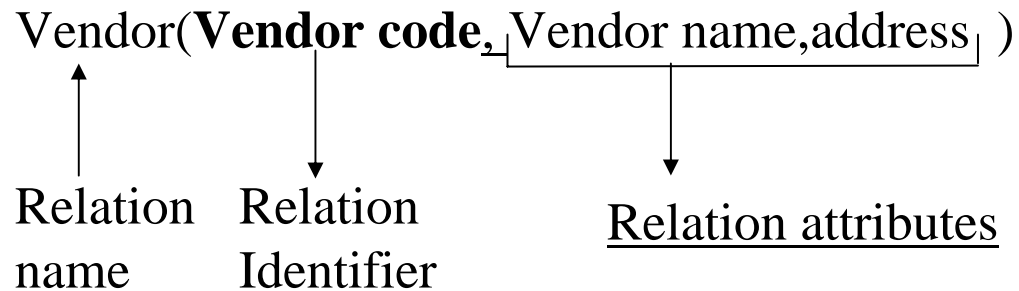 Vendor(Vendor code, Vendor name,address )
Relation name
Relation Identifier
Relation attributes